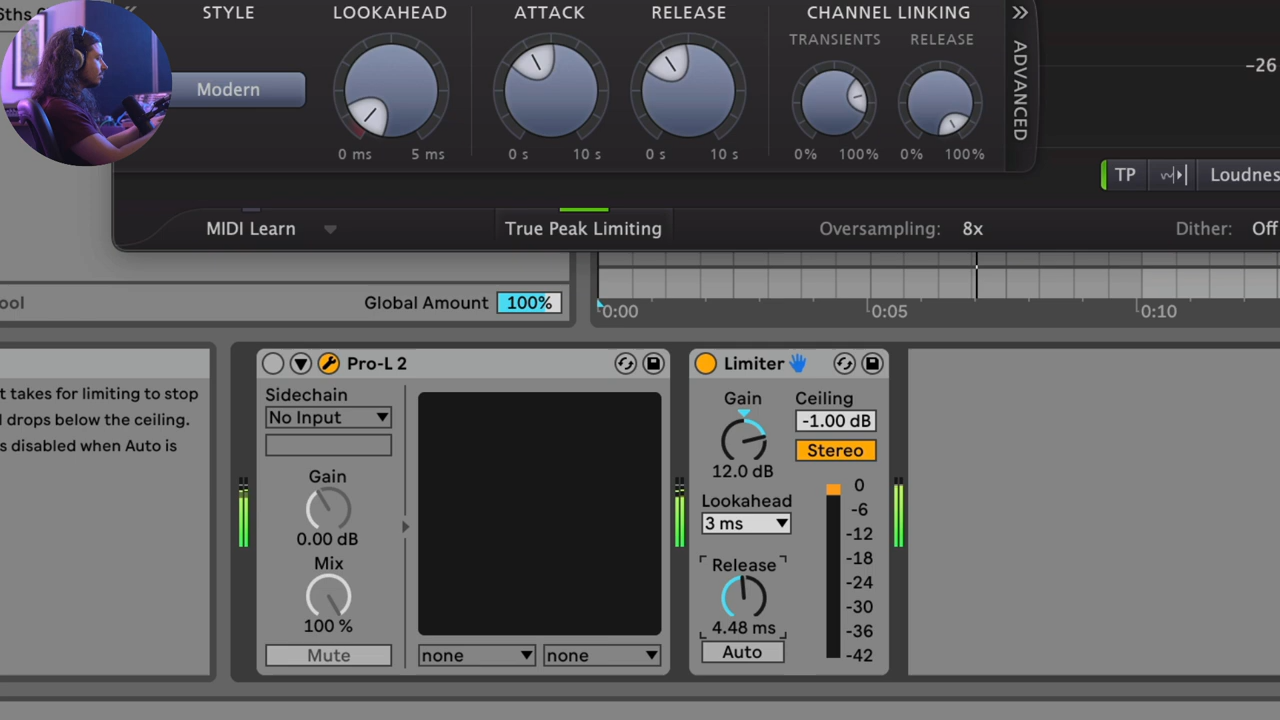 6ths
STYLE
LOOKAHEAD
ATTACK
RELEASE
CHANNEL LINKING
TRANSIENTS
RELEASE
Modern
ADVANCED
-26
0 ms
5 ms
0 s
10 s
0 s
10 s
0%
100%
0%
100%
TP
Loudnes
MIDI Learn
True Peak Limiting
Oversampling:
8x
Dither:
Off
ool
Global Amount
100%
0:00
0:05
0:10
t takes for limiting to stop
d drops below the ceiling.
s disabled when Auto is
Pro-L 2
Sidechain
No Input
Gain
0.00 dB
Mix
100 %
Mute
none
none
Limiter
Gain
12.0 dB
Ceiling
-1.00 dB
Stereo
Lookahead
3 ms
Release
4.48 ms
Auto
0
-6
-12
-18
-24
-30
-36
-42